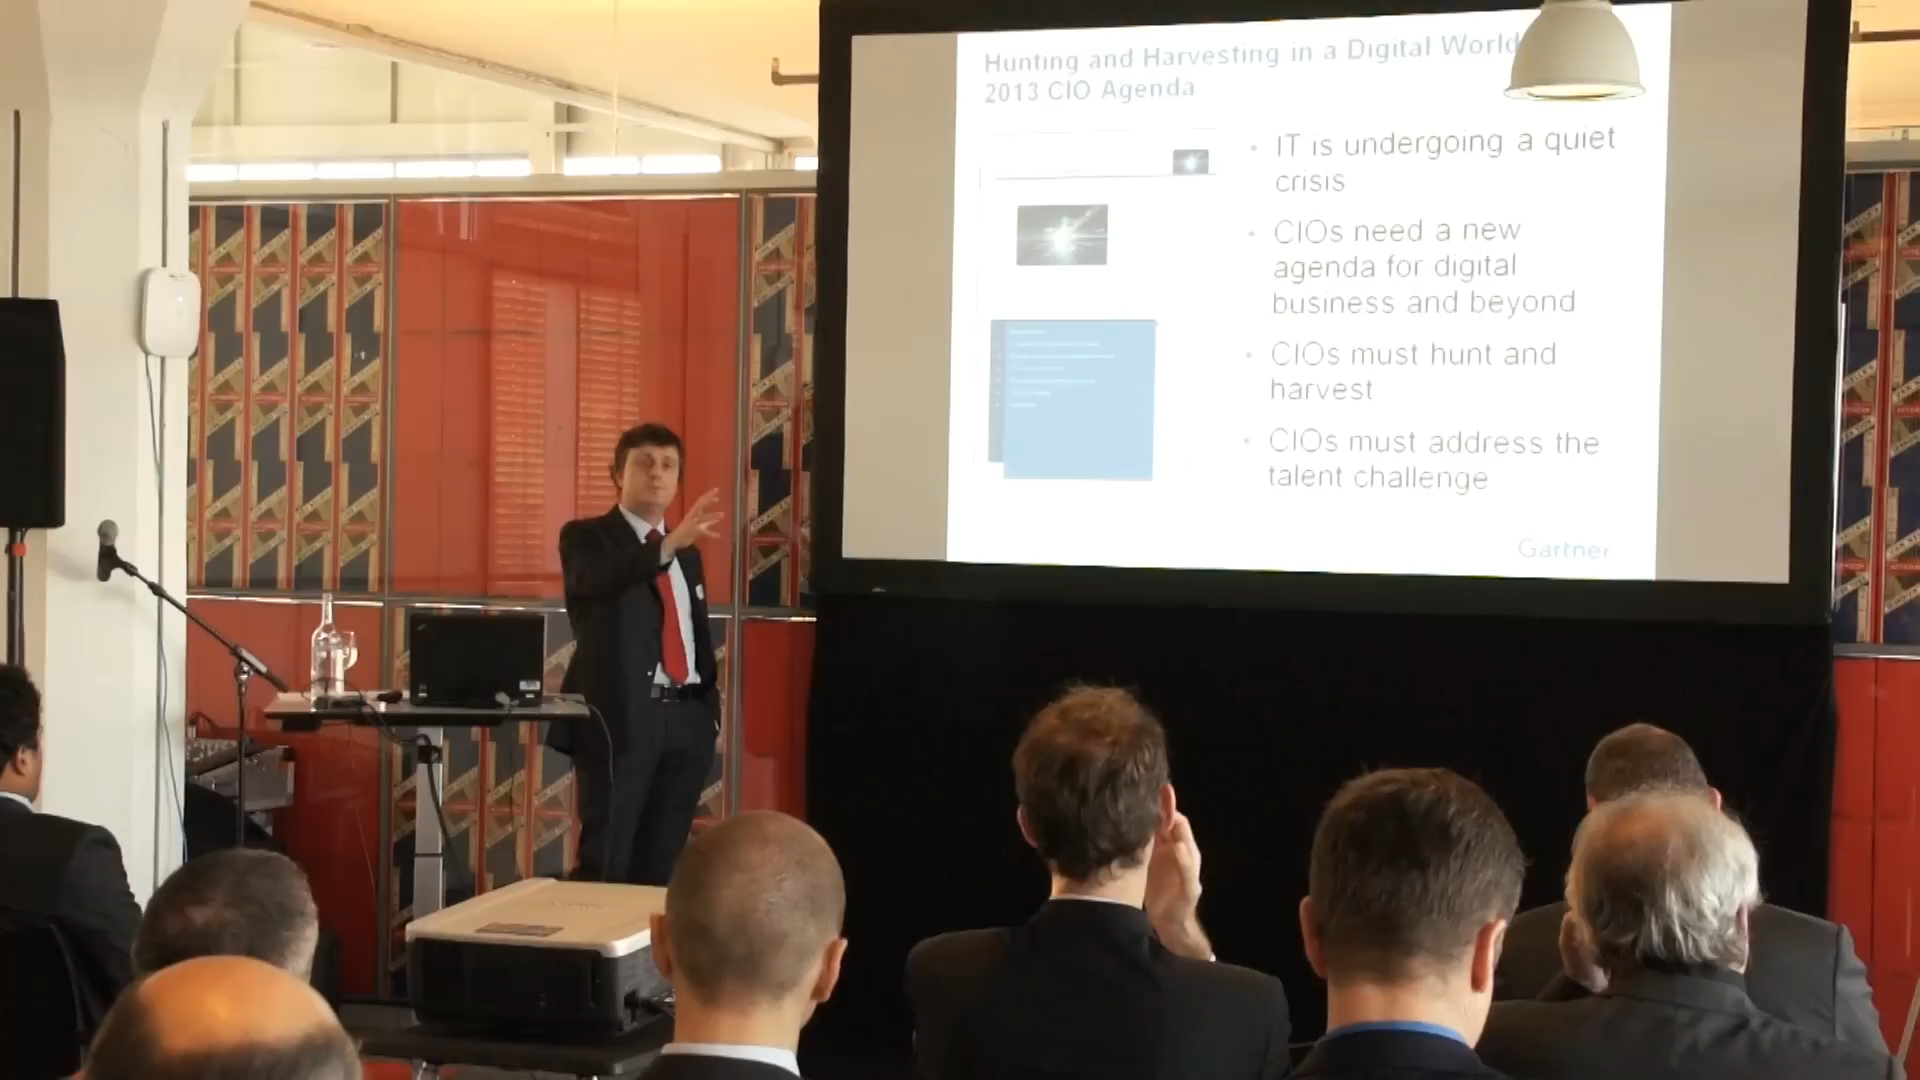 Hunting and Harvesting in a Digital World
2013 CIO Agenda
• IT is undergoing a quiet
crisis
• CIOs need a new
agenda for digital
business and beyond
• CIOs must hunt and
harvest
• CIOs must address the
talent challenge
Gartner